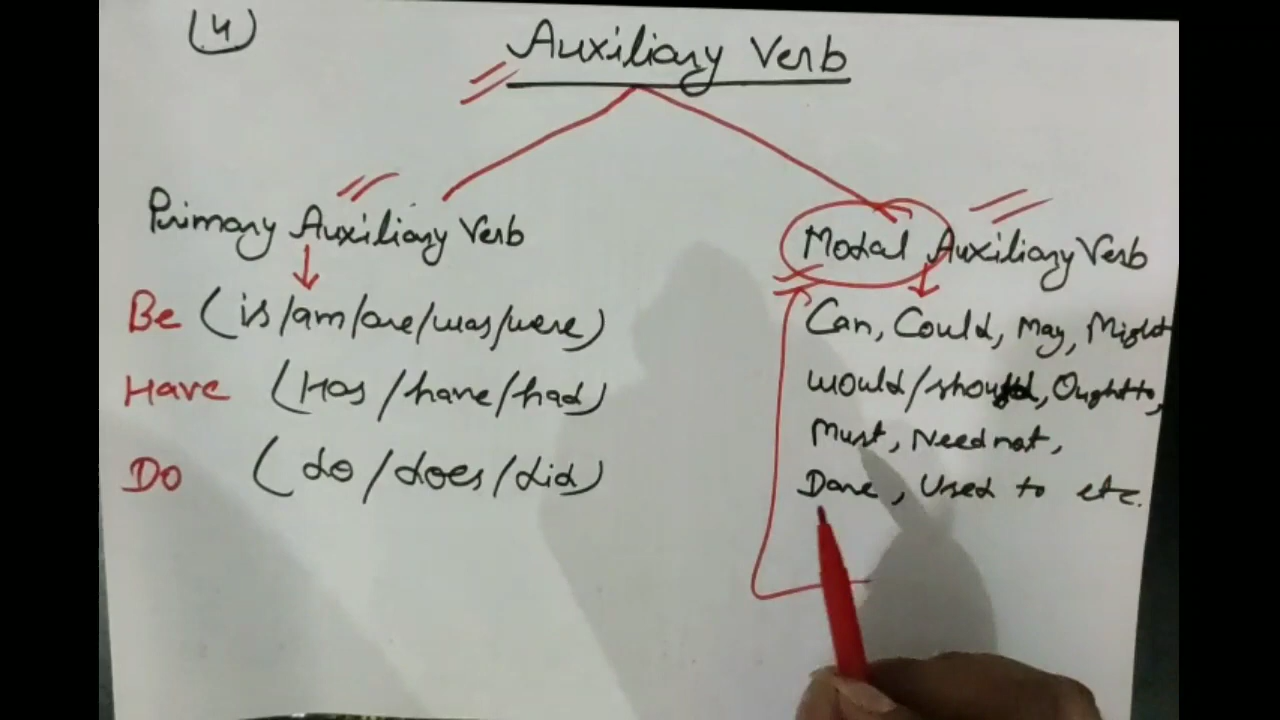 (4)
Auxiliary Verb
Primary Auxiliary Verb
Be (is/am/are/was/were)
Have (Has/have/had)
Do (do/does/did)
Modal Auxiliary Verb
Can, Could, May, Might
would/should, Ought to,
Must, Need not,
Dare, Used to etc.